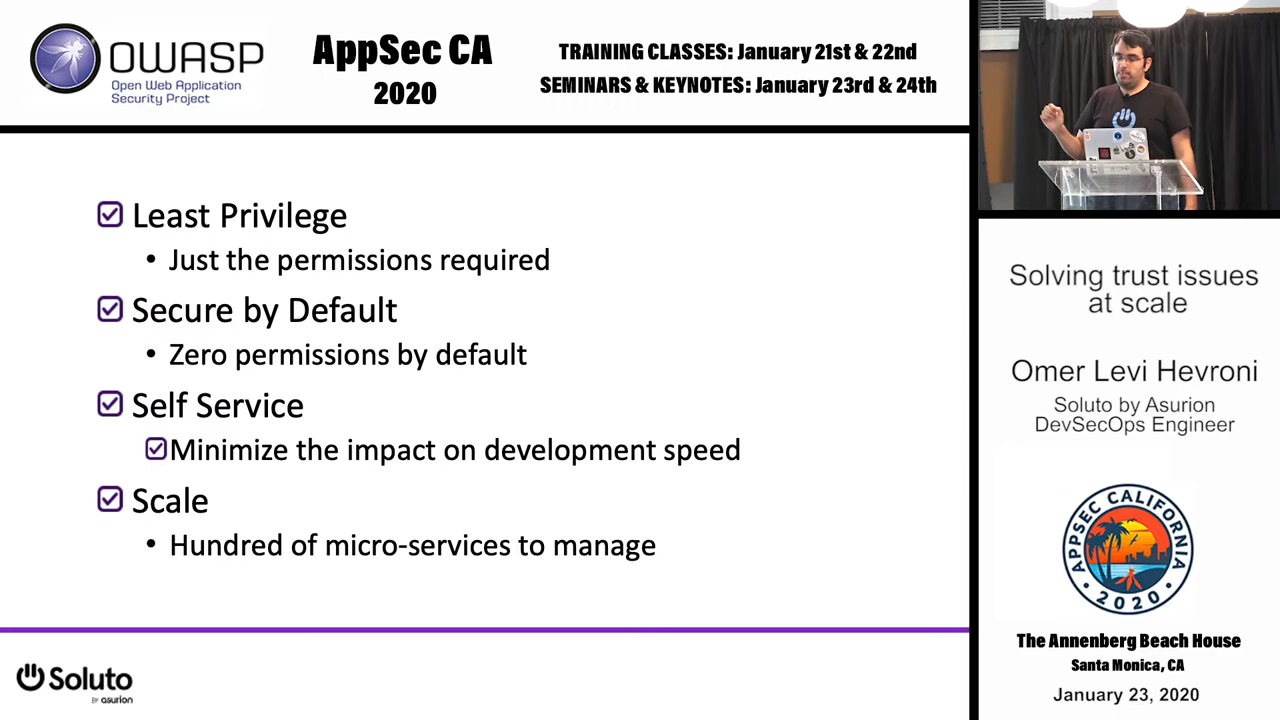 OWASP
Open Web Application
Security Project
AppSec CA
2020
TRAINING CLASSES: January 21st & 22nd
SEMINARS & KEYNOTES: January 23rd & 24th
Least Privilege
• Just the permissions required
Secure by Default
• Zero permissions by default
Self Service
Minimize the impact on development speed
Scale
• Hundred of micro-services to manage
Soluto
BY asurion
Solving trust issues
at scale
Omer Levi Hevroni
Soluto by Asurion
DevSecOps Engineer
APPSEC CALIFORNIA
• 2020 •
The Annenberg Beach House
Santa Monica, CA
January 23, 2020